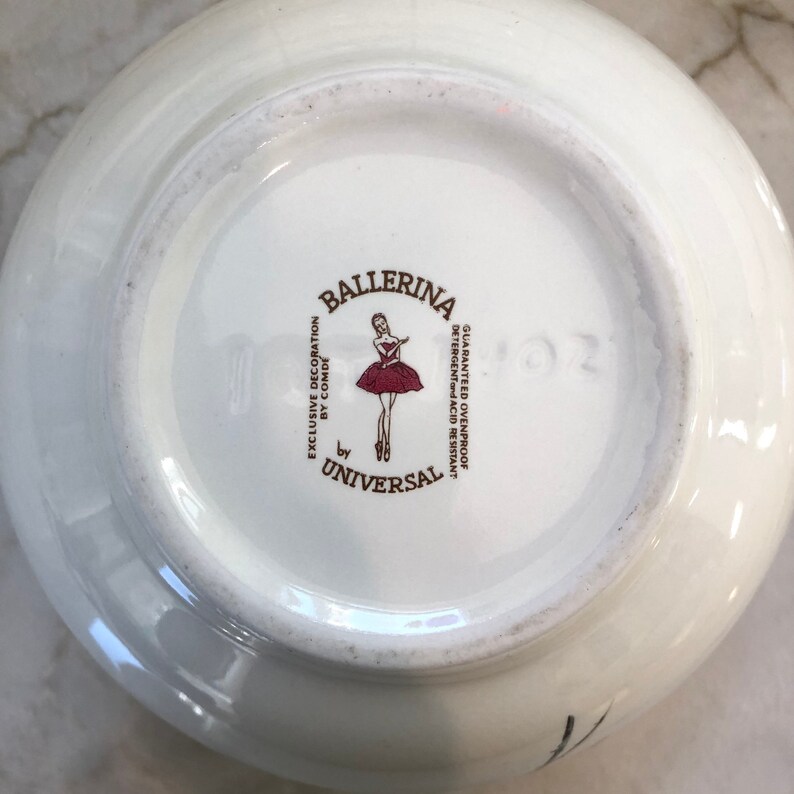 BALLERINA
EXCLUSIVE DECORATION
BY COMDÉ
GUARANTEED OVENPROOF
DETERGENT and ACID RESISTANT
by
UNIVERSAL